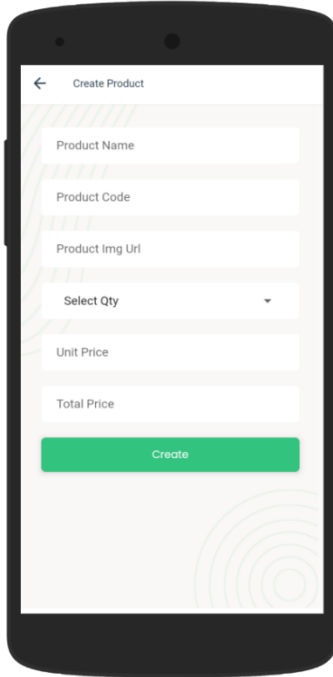 Create Product
Product Name
Product Code
Product Img Url
Select Qty
Unit Price
Total Price
Create